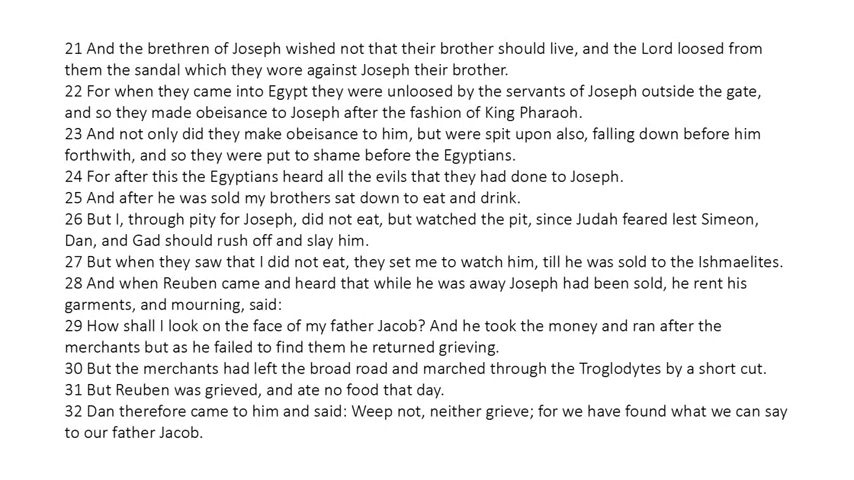 21 And the brethren of Joseph wished not that their brother should live, and the Lord loosed from
them the sandal which they wore against Joseph their brother.
22 For when they came into Egypt they were unloosed by the servants of Joseph outside the gate,
and so they made obeisance to Joseph after the fashion of King Pharaoh.
23 And not only did they make obeisance to him, but were spit upon also, falling down before him
forthwith, and so they were put to shame before the Egyptians.
24 For after this the Egyptians heard all the evils that they had done to Joseph.
25 And after he was sold my brothers sat down to eat and drink.
26 But I, through pity for Joseph, did not eat, but watched the pit, since Judah feared lest Simeon,
Dan, and Gad should rush off and slay him.
27 But when they saw that I did not eat, they set me to watch him, till he was sold to the Ishmaelites.
28 And when Reuben came and heard that while he was away Joseph had been sold, he rent his
garments, and mourning, said:
29 How shall I look on the face of my father Jacob? And he took the money and ran after the
merchants but as he failed to find them he returned grieving.
30 But the merchants had left the broad road and marched through the Troglodytes by a short cut.
31 But Reuben was grieved, and ate no food that day.
32 Dan therefore came to him and said: Weep not, neither grieve; for we have found what we can say
to our father Jacob.